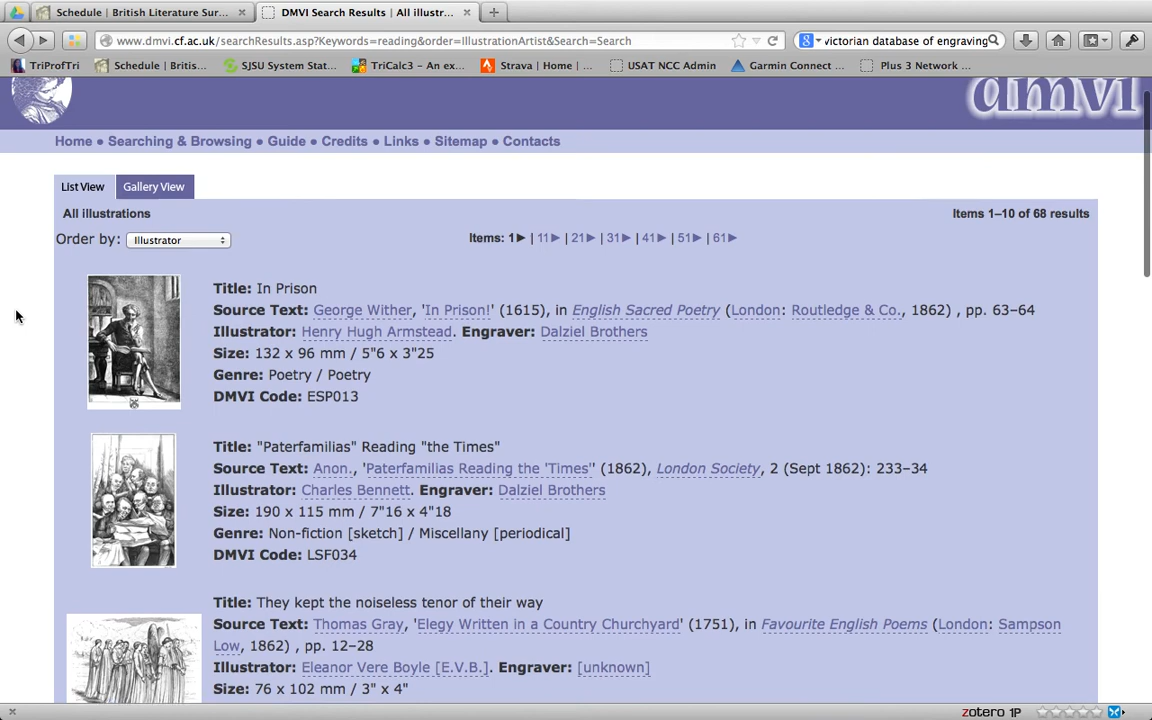 Schedule | British Literature Sur...
DMVI Search Results | All illustr...
www.dmvi.cf.ac.uk/searchResults.asp?Keywords=reading&order=IllustrationArtist&Search=Search
victorian database of engraving
TriProfTri
Schedule | Britis...
SJSU System Stat...
TriCalc3 – An ex...
Strava | Home | ...
USAT NCC Admin
Garmin Connect ...
Plus 3 Network ...
dmvi
Home • Searching & Browsing • Guide • Credits • Links • Sitemap • Contacts
List View
Gallery View
All illustrations
Items 1–10 of 68 results
Order by: Illustrator
Items: 1► | 11► | 21► | 31► | 41► | 51► | 61►
Title: In Prison
Source Text: George Wither, 'In Prison!' (1615), in English Sacred Poetry (London: Routledge & Co., 1862) , pp. 63–64
Illustrator: Henry Hugh Armstead. Engraver: Dalziel Brothers
Size: 132 x 96 mm / 5"6 x 3"25
Genre: Poetry / Poetry
DMVI Code: ESP013
Title: "Paterfamilias" Reading "the Times"
Source Text: Anon., 'Paterfamilias Reading the 'Times'' (1862), London Society, 2 (Sept 1862): 233–34
Illustrator: Charles Bennett. Engraver: Dalziel Brothers
Size: 190 x 115 mm / 7"16 x 4"18
Genre: Non-fiction [sketch] / Miscellany [periodical]
DMVI Code: LSF034
Title: They kept the noiseless tenor of their way
Source Text: Thomas Gray, 'Elegy Written in a Country Churchyard' (1751), in Favourite English Poems (London: Sampson
Low, 1862) , pp. 12–28
Illustrator: Eleanor Vere Boyle [E.V.B.]. Engraver: [unknown]
Size: 76 x 102 mm / 3" x 4"
zotero 1P